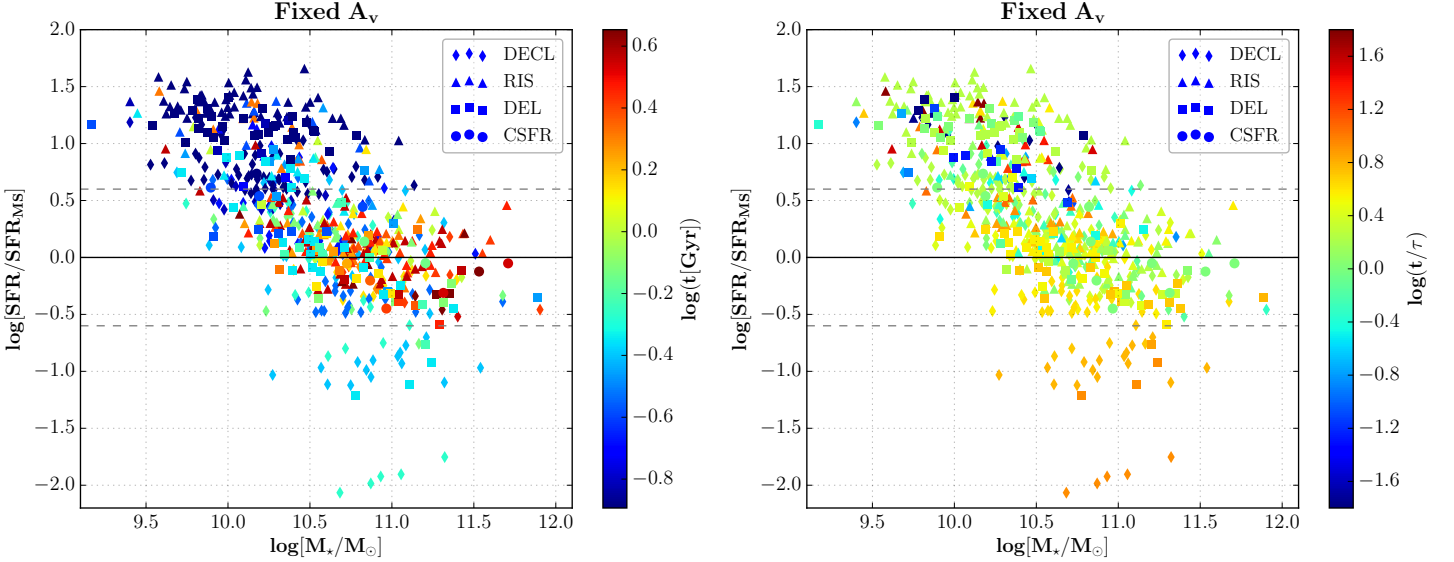 Fixed A_v
log[SFR/SFR_MS]
2.0
1.5
1.0
0.5
0.0
−0.5
−1.0
−1.5
−2.0
9.5 10.0 10.5 11.0 11.5 12.0
log[M⋆/M⊙]
DECL
RIS
DEL
CSFR
0.6
0.4
0.2
0.0
−0.2
−0.4
−0.6
−0.8
log(t[Gyr])
Fixed A_v
log[SFR/SFR_MS]
2.0
1.5
1.0
0.5
0.0
−0.5
−1.0
−1.5
−2.0
9.5 10.0 10.5 11.0 11.5 12.0
log[M⋆/M⊙]
DECL
RIS
DEL
CSFR
1.6
1.2
0.8
0.4
0.0
−0.4
−0.8
−1.2
−1.6
log(t/τ)